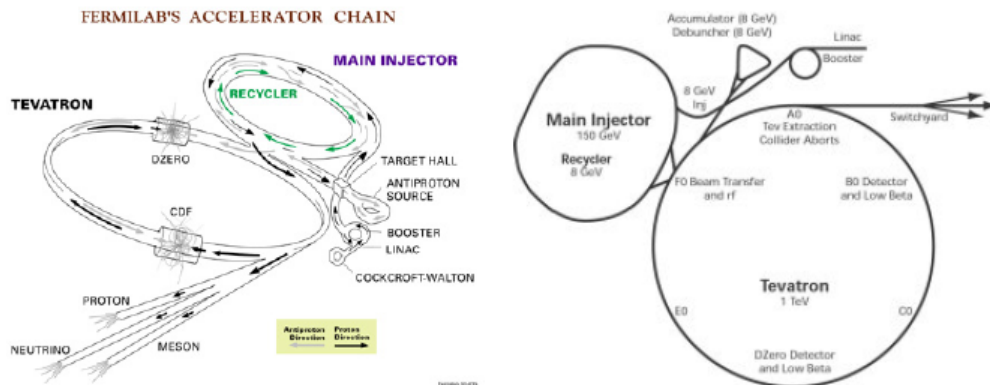 FERMILAB'S ACCELERATOR CHAIN
MAIN INJECTOR
RECYCLER
TEVATRON
DZERO
TARGET HALL
ANTIPROTON
SOURCE
CDF
BOOSTER
LINAC
COCKCROFT-WALTON
PROTON
NEUTRINO
MESON
Antiproton Proton
Direction Direction
Accumulator (8 GeV)
Debuncher (8 GeV)
Linac
Booster
8 GeV
Inj
Main Injector
150 GeV
Recycler
8 GeV
A0
Tev Extraction
Collider Aborts
Switchyard
F0 Beam Transfer
and rf
B0 Detector
and Low Beta
Tevatron
1 TeV
E0
C0
DZero Detector
and Low Beta